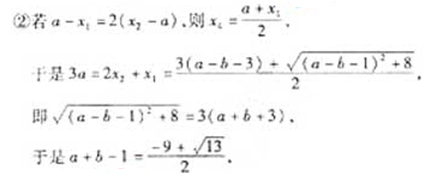 ②若 a - x₁ = 2(x₂ - a),则 x₄ = (a + x₁)/2.
于是 3a = 2x₂ + x₁ = (3(a - b - 3) + √((a - b - 1)² + 8))/2,
即 √((a - b - 1)² + 8) = 3(a + b + 3),
于是 a + b - 1 = (-9 + √13)/2.